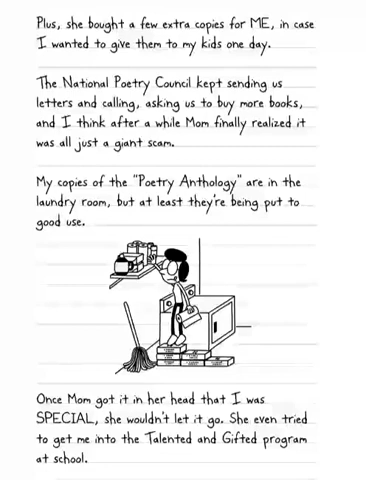 Plus, she bought a few extra copies for ME, in case
I wanted to give them to my kids one day.
The National Poetry Council kept sending us
letters and calling, asking us to buy more books,
and I think after a while Mom finally realized it
was all just a giant scam.
My copies of the "Poetry Anthology" are in the
laundry room, but at least they're being put to
good use.
Once Mom got it in her head that I was
SPECIAL, she wouldn't let it go. She even tried
to get me into the Talented and Gifted program
at school.